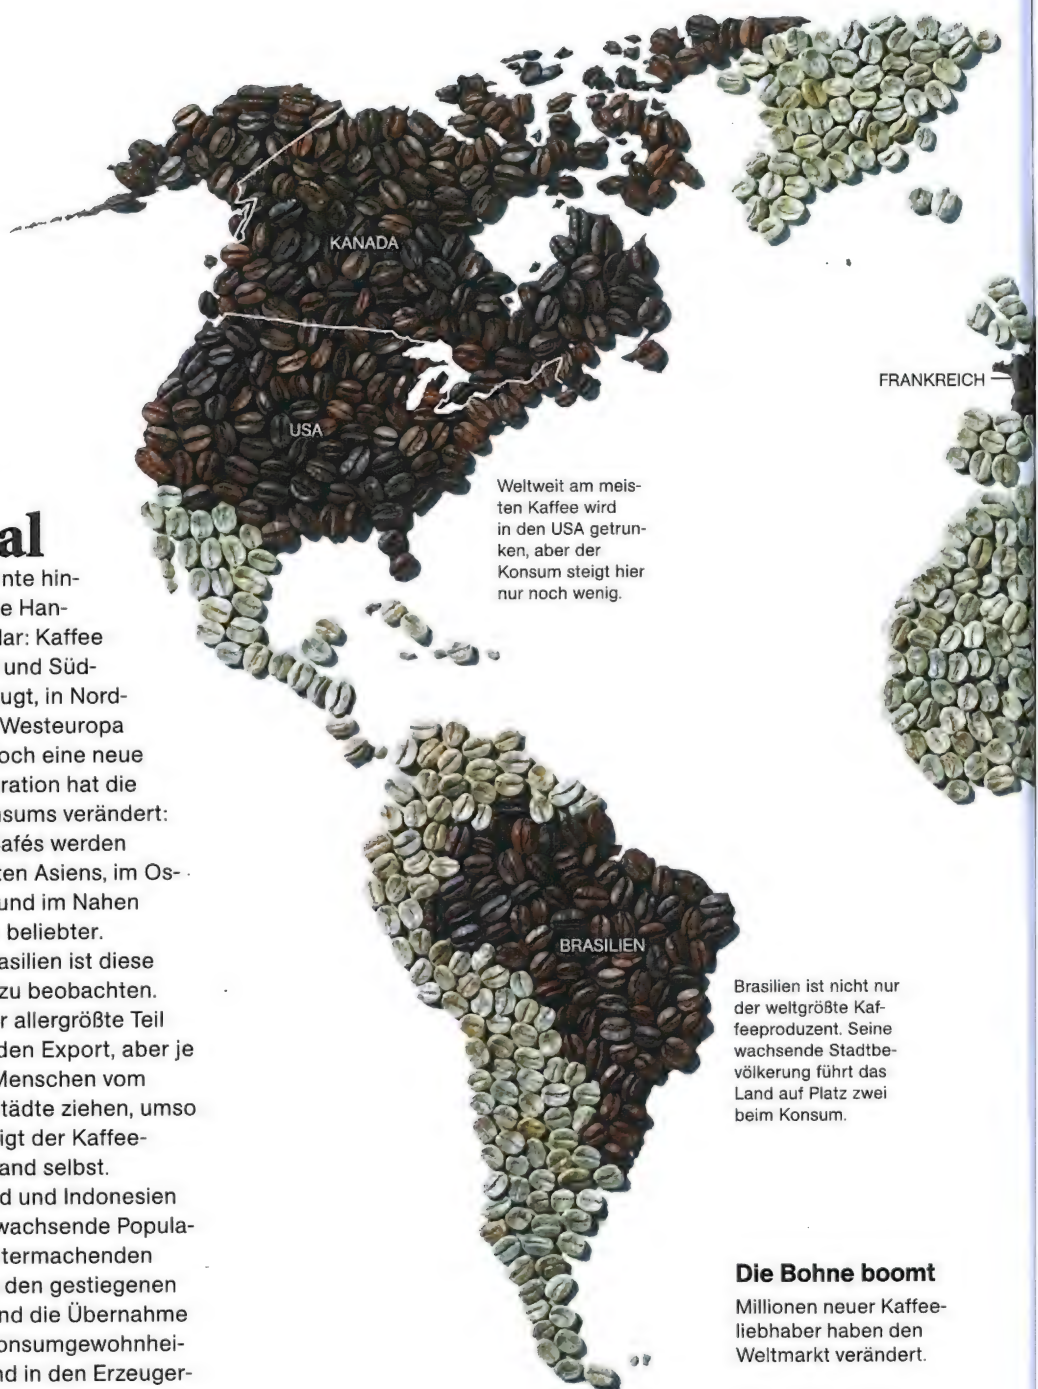 KANADA
USA
FRANKREICH
Weltweit am meis-
ten Kaffee wird
in den USA getrun-
ken, aber der
Konsum steigt hier
nur noch wenig.
al
nte hin-
e Han-
lar: Kaffee
und Süd-
ugt, in Nord-
Westeuropa
och eine neue
ration hat die
nsums verändert:
afés werden
ten Asiens, im Os-
und im Nahen
beliebter.
asilien ist diese
zu beobachten.
r allergrößte Teil
den Export, aber je
Menschen vom
tädte ziehen, umso
igt der Kaffee-
and selbst.
d und Indonesien
wachsende Popula-
termachenden
den gestiegenen
nd die Übernahme
onsumgewohnhei-
nd in den Erzeuger-
BRASILIEN
Brasilien ist nicht nur
der weltgrößte Kaf-
feeproduzent. Seine
wachsende Stadtbe-
völkerung führt das
Land auf Platz zwei
beim Konsum.
Die Bohne boomt
Millionen neuer Kaffee-
liebhaber haben den
Weltmarkt verändert.